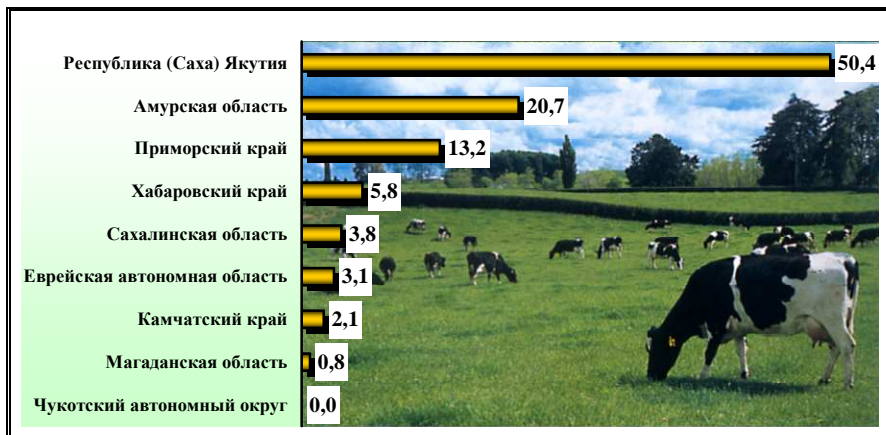 Республика (Саха) Якутия 50,4
Амурская область 20,7
Приморский край 13,2
Хабаровский край 5,8
Сахалинская область 3,8
Еврейская автономная область 3,1
Камчатский край 2,1
Магаданская область 0,8
Чукотский автономный округ 0,0